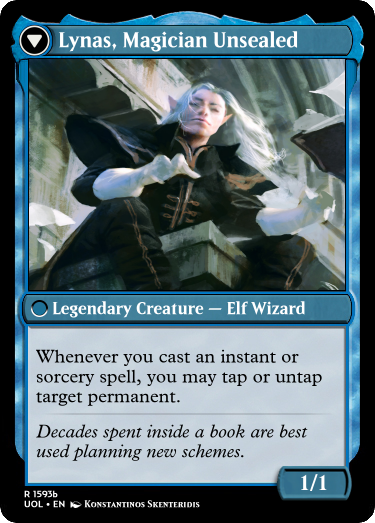 Lynas, Magician Unsealed
Legendary Creature — Elf Wizard
Whenever you cast an instant or
sorcery spell, you may tap or untap
target permanent.
Decades spent inside a book are best
used planning new schemes.
1/1
R 1593b
UOL • EN Konstantinos Skenteridis